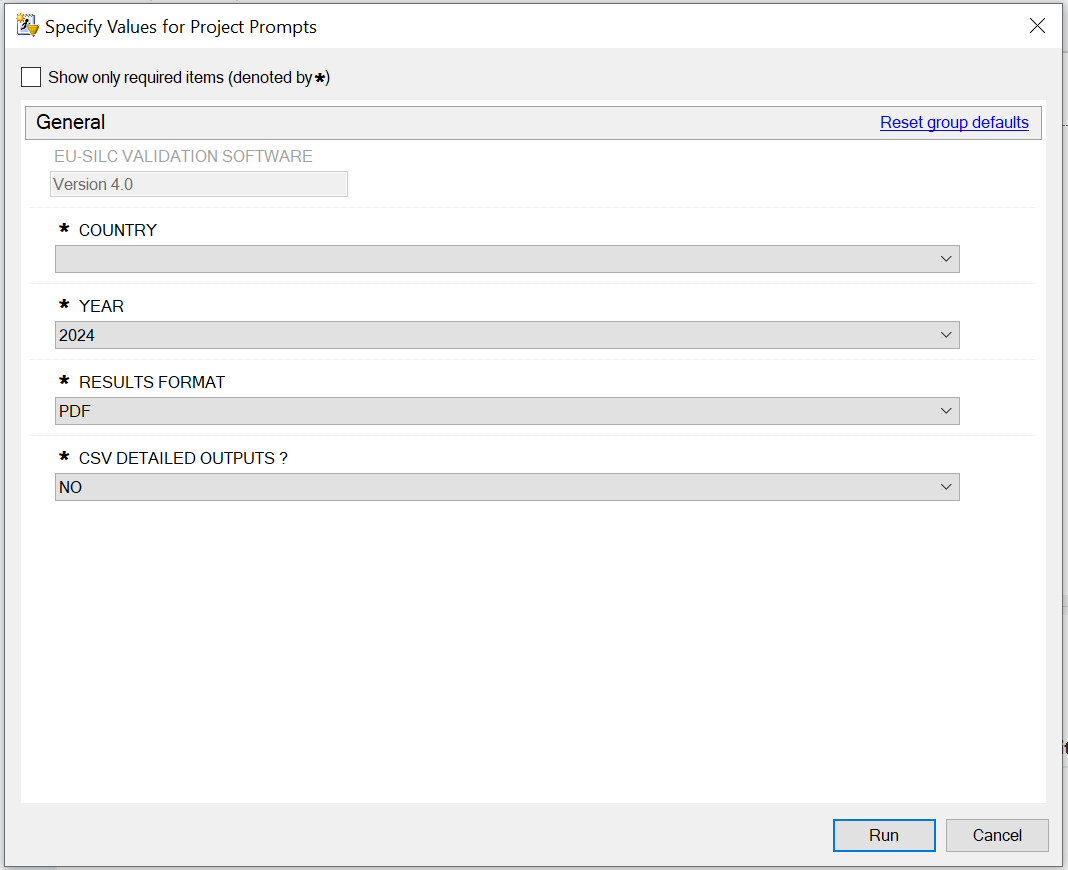 Specify Values for Project Prompts
Show only required items (denoted by *)
General Reset group defaults
EU-SILC VALIDATION SOFTWARE
Version 4.0
* COUNTRY
* YEAR
2024
* RESULTS FORMAT
PDF
* CSV DETAILED OUTPUTS ?
NO
Run Cancel